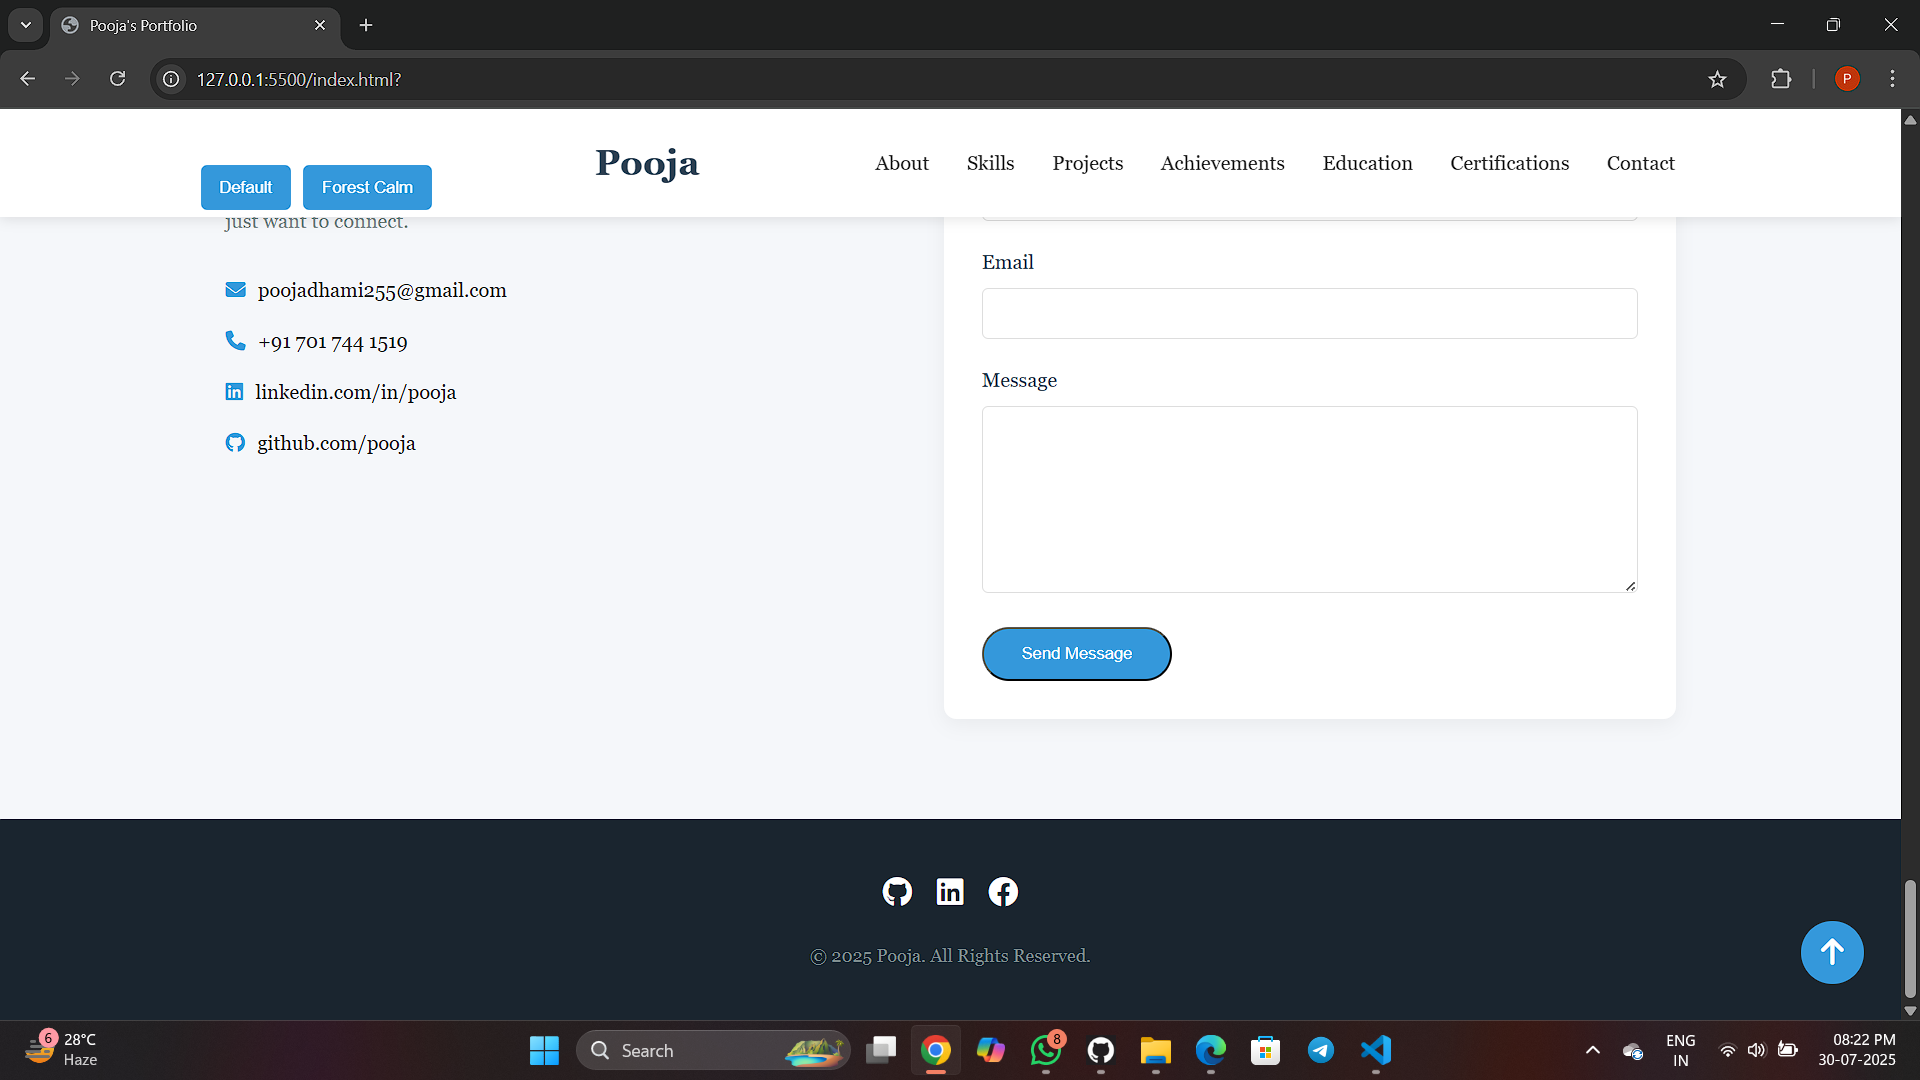 Pooja's Portfolio
127.0.0.1:5500/index.html?
P
Default
Forest Calm
Pooja
About
Skills
Projects
Achievements
Education
Certifications
Contact
just want to connect.
poojadhami255@gmail.com
+91 701 744 1519
linkedin.com/in/pooja
github.com/pooja
Email
Message
Send Message
© 2025 Pooja. All Rights Reserved.
6
28°C
Haze
Search
8
ENG
IN
08:22 PM
30-07-2025